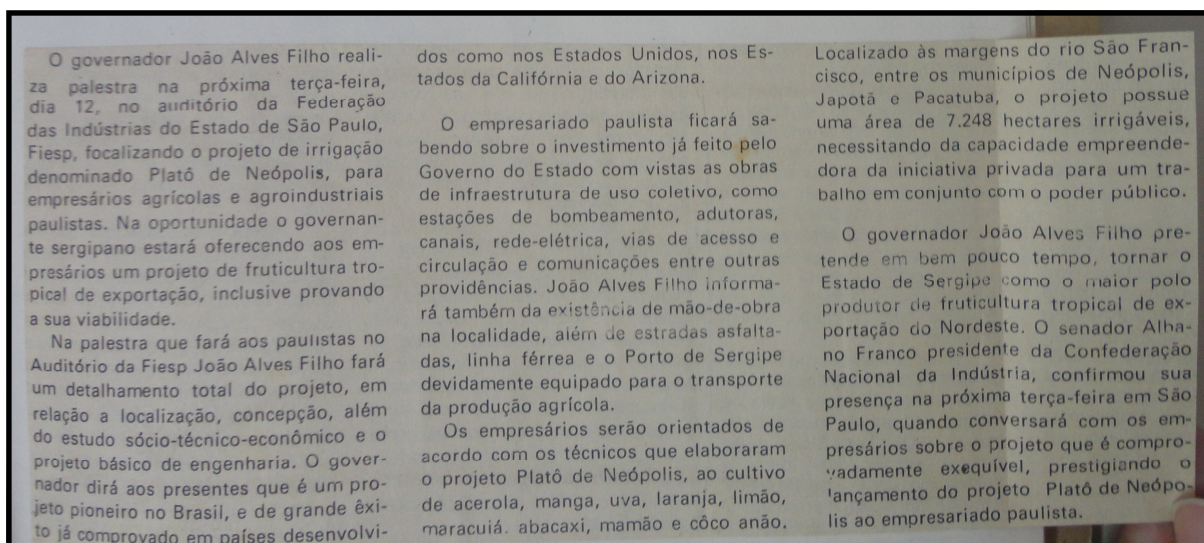 O governador João Alves Filho reali-
za palestra na próxima terça-feira,
dia 12, no auditório da Federação
das Indústrias do Estado de São Paulo,
Fiesp, focalizando o projeto de irrigação
denominado Platô de Neópolis, para
empresários agrícolas e agroindustriais
paulistas. Na oportunidade o governan-
te sergipano estará oferecendo aos em-
presários um projeto de fruticultura tro-
pical de exportação, inclusive provando
a sua viabilidade.
Na palestra que fará aos paulistas no
Auditório da Fiesp João Alves Filho fará
um detalhamento total do projeto, em
relação a localização, concepção, além
do estudo sócio-técnico-econômico e o
projeto básico de engenharia. O gover-
nador dirá aos presentes que é um pro-
jeto pioneiro no Brasil, e de grande êxi-
to já comprovado em países desenvolvi-
dos como nos Estados Unidos, nos Es-
tados da Califórnia e do Arizona.
O empresariado paulista ficará sa-
bendo sobre o investimento já feito pelo
Governo do Estado com vistas as obras
de infraestrutura de uso coletivo, como
estações de bombeamento, adutoras,
canais, rede-elétrica, vias de acesso e
circulação e comunicações entre outras
providências. João Alves Filho informa-
rá também da existência de mão-de-obra
na localidade, além de estradas asfalta-
das, linha férrea e o Porto de Sergipe
devidamente equipado para o transporte
da produção agrícola.
Os empresários serão orientados de
acordo com os técnicos que elaboraram
o projeto Platô de Neópolis, ao cultivo
de acerola, manga, uva, laranja, limão,
maracujá, abacaxi, mamão e côco anão.
Localizado às margens do rio São Fran-
cisco, entre os municípios de Neópolis,
Japotã e Pacatuba, o projeto possue
uma área de 7.248 hectares irrigáveis,
necessitando da capacidade empreende-
dora da iniciativa privada para um tra-
balho em conjunto com o poder público.
O governador João Alves Filho pre-
tende em bem pouco tempo, tornar o
Estado de Sergipe como o maior polo
produtor de fruticultura tropical de ex-
portação do Nordeste. O senador Alba-
no Franco presidente da Confederação
Nacional da Indústria, confirmou sua
presença na próxima terça-feira em São
Paulo, quando conversará com os em-
presários sobre o projeto que é compro-
vadamente exequível, prestigiando o
lançamento do projeto Platô de Neópo-
lis ao empresariado paulista.